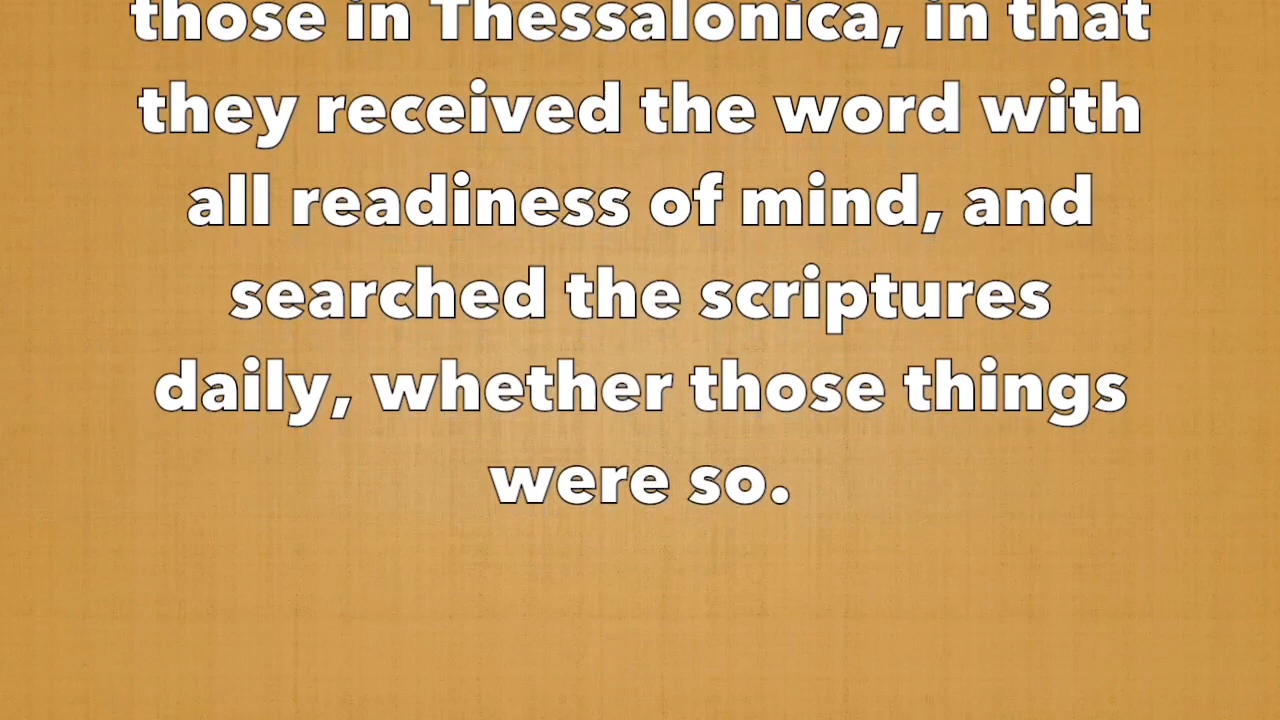 those in Thessalonica, in that
they received the word with
all readiness of mind, and
searched the scriptures
daily, whether those things
were so.